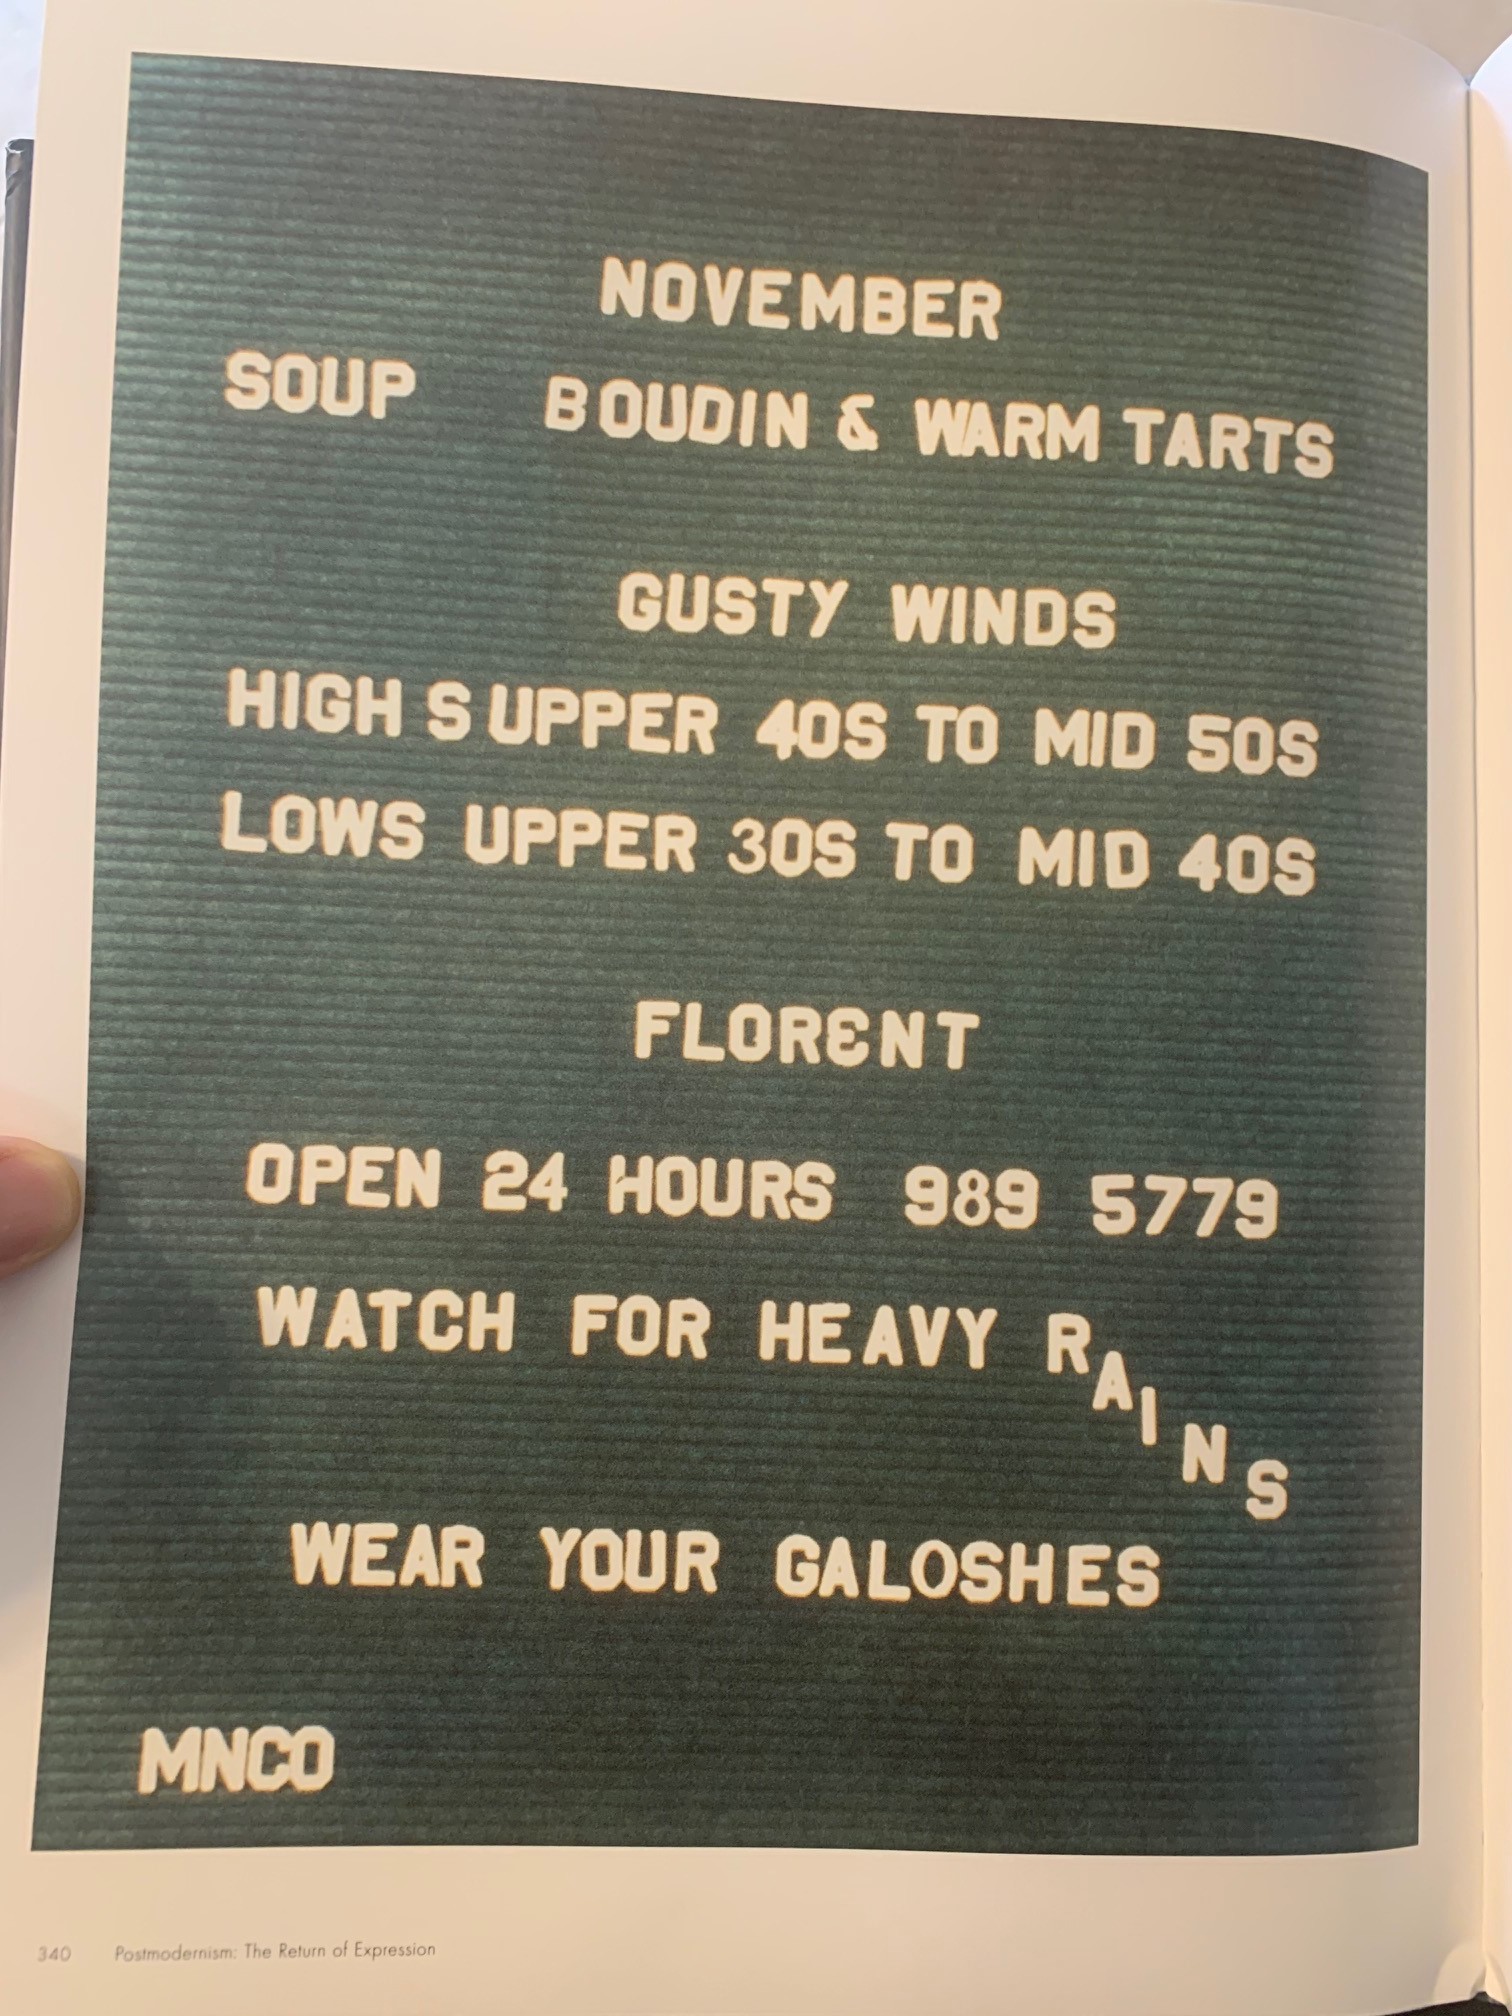 NOVEMBER
SOUP BOUDIN & WARM TARTS
GUSTY WINDS
HIGH S UPPER 40S TO MID 50S
LOWS UPPER 30S TO MID 40S
FLORENT
OPEN 24 HOURS 989 5779
WATCH FOR HEAVY RAINS
WEAR YOUR GALOSHES
MNCO
340 Postmodernism: The Return of Expression